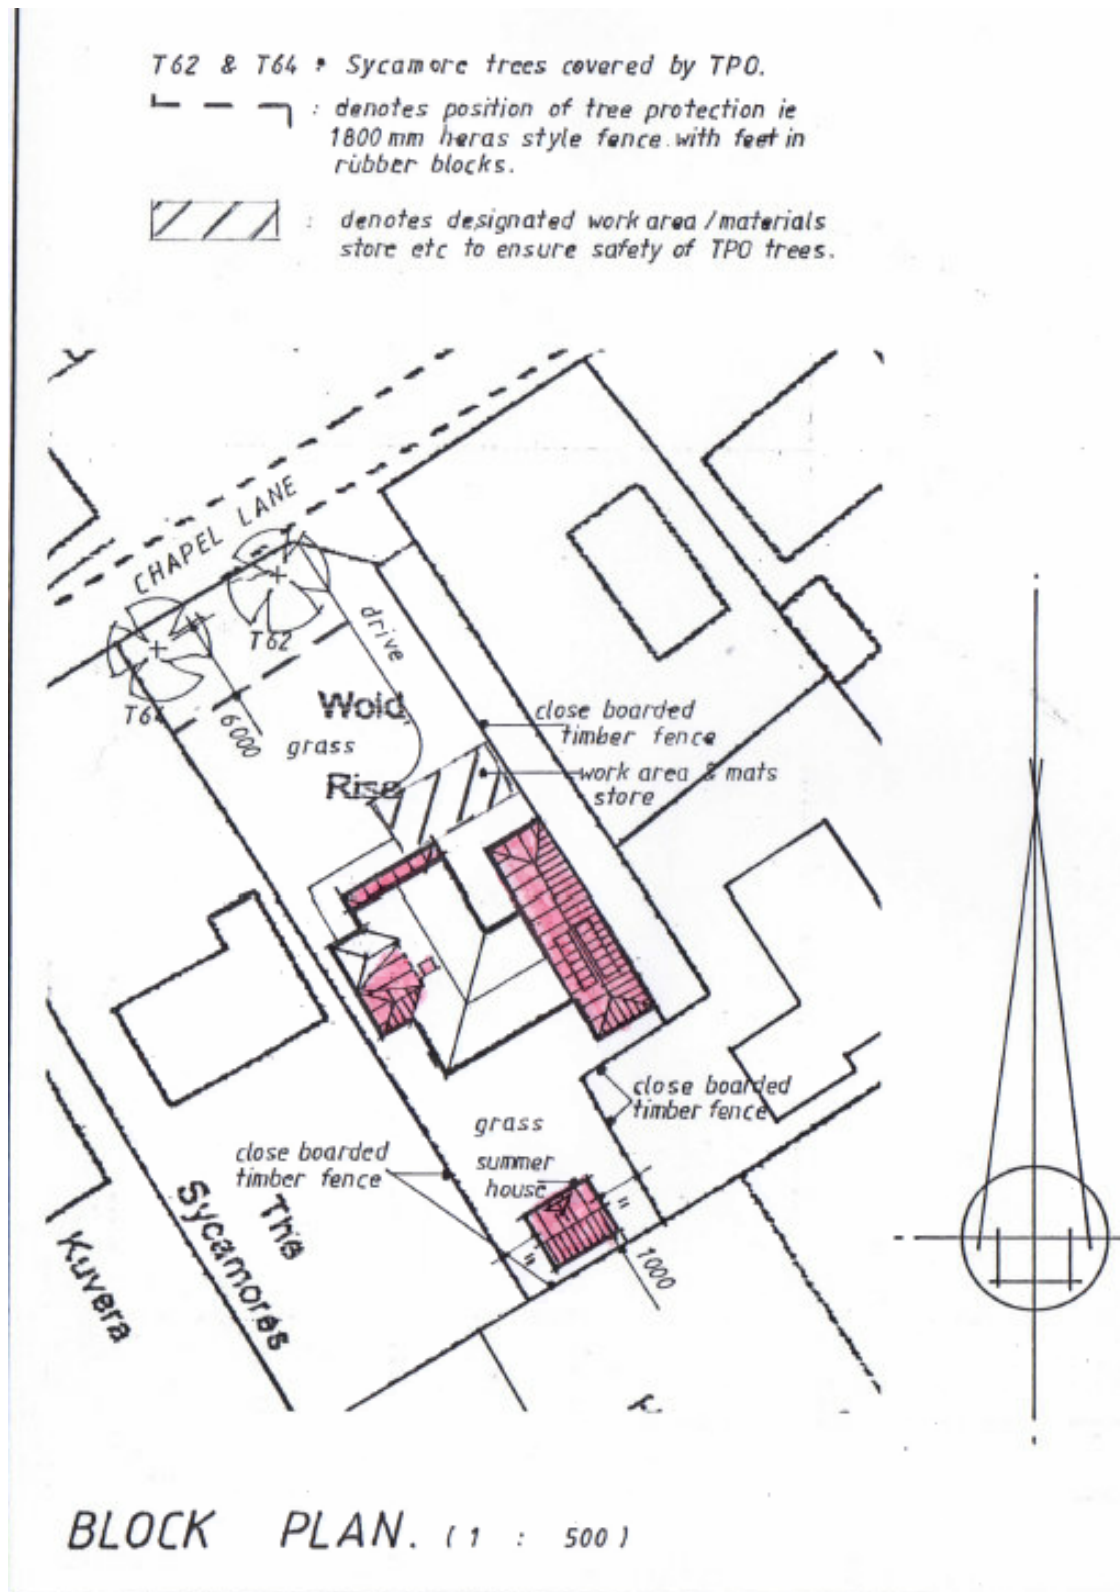 T62 & T64 : Sycamore trees covered by TPO.
: denotes position of tree protection ie
1800 mm heras style fence with feet in
rubber blocks.
: denotes designated work area / materials
store etc to ensure safety of TPO trees.
CHAPEL LANE
T62
T64
drive
6000
Wold
grass
Rise
close boarded
timber fence
work area & mats
store
close boarded
timber fence
grass
close boarded
timber fence
summer
house
"
"
1000
The
Sycamores
Kuvera
BLOCK PLAN. (1 : 500)